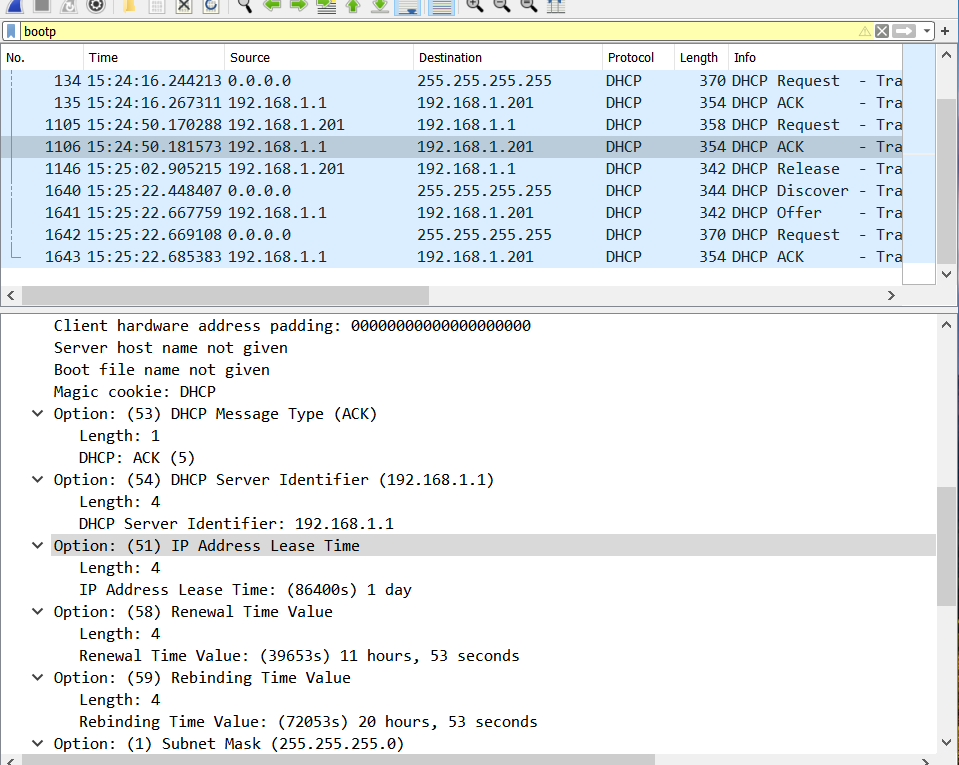 bootp
No. Time Source Destination Protocol Length Info
134 15:24:16.244213 0.0.0.0 255.255.255.255 DHCP 370 DHCP Request - Tra
135 15:24:16.267311 192.168.1.1 192.168.1.201 DHCP 354 DHCP ACK - Tra
1105 15:24:50.170288 192.168.1.201 192.168.1.1 DHCP 358 DHCP Request - Tra
1106 15:24:50.181573 192.168.1.1 192.168.1.201 DHCP 354 DHCP ACK - Tra
1146 15:25:02.905215 192.168.1.201 192.168.1.1 DHCP 342 DHCP Release - Tra
1640 15:25:22.448407 0.0.0.0 255.255.255.255 DHCP 344 DHCP Discover - Tra
1641 15:25:22.667759 192.168.1.1 192.168.1.201 DHCP 342 DHCP Offer - Tra
1642 15:25:22.669108 0.0.0.0 255.255.255.255 DHCP 370 DHCP Request - Tra
1643 15:25:22.685383 192.168.1.1 192.168.1.201 DHCP 354 DHCP ACK - Tra
Client hardware address padding: 00000000000000000000
Server host name not given
Boot file name not given
Magic cookie: DHCP
Option: (53) DHCP Message Type (ACK)
Length: 1
DHCP: ACK (5)
Option: (54) DHCP Server Identifier (192.168.1.1)
Length: 4
DHCP Server Identifier: 192.168.1.1
Option: (51) IP Address Lease Time
Length: 4
IP Address Lease Time: (86400s) 1 day
Option: (58) Renewal Time Value
Length: 4
Renewal Time Value: (39653s) 11 hours, 53 seconds
Option: (59) Rebinding Time Value
Length: 4
Rebinding Time Value: (72053s) 20 hours, 53 seconds
Option: (1) Subnet Mask (255.255.255.0)